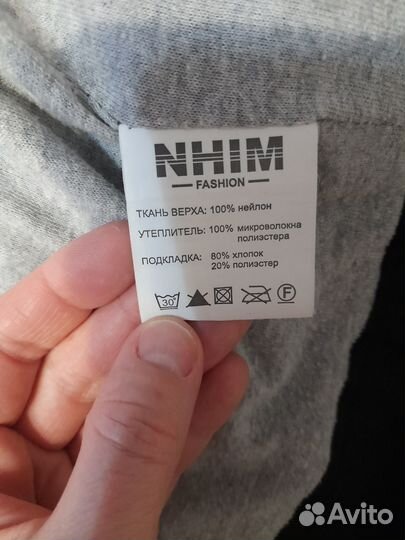 NHIM
FASHION
ТКАНЬ ВЕРХА: 100% нейлон
УТЕПЛИТЕЛЬ: 100% микроволокна
полиэстера
ПОДКЛАДКА: 80% хлопок
20% полиэстер
30° F
Avito